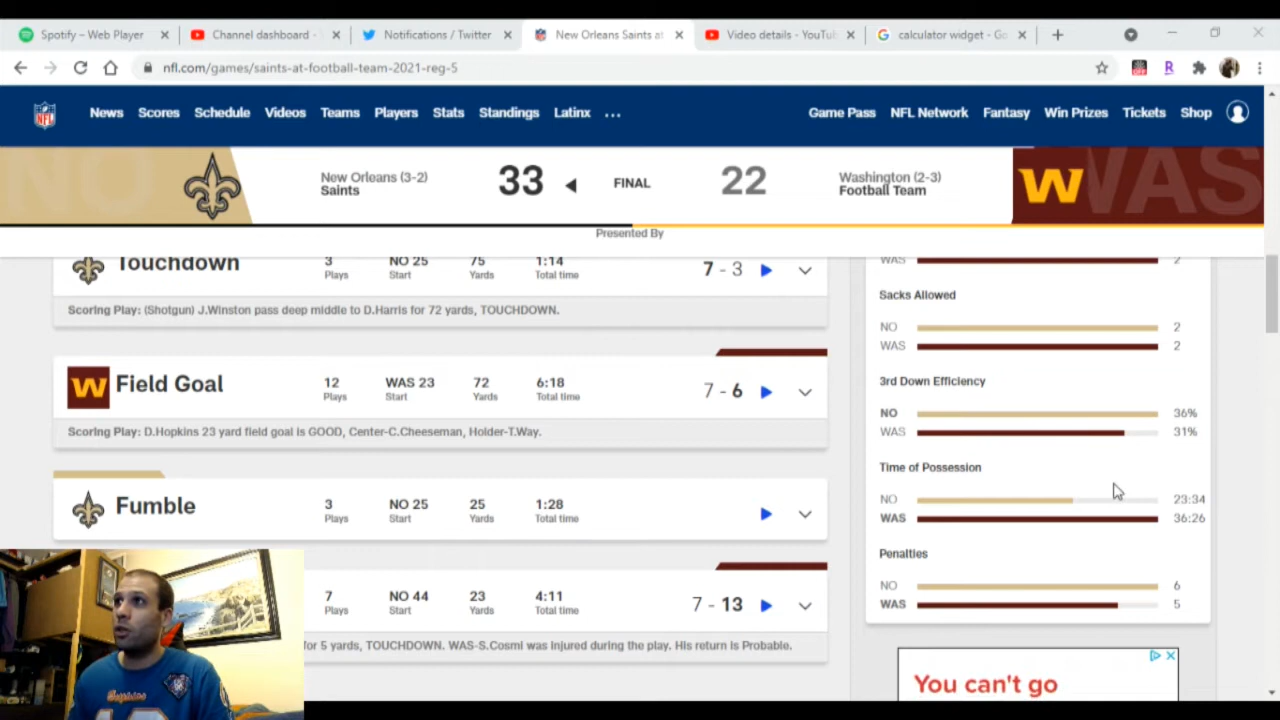 Spotify – Web Player
Channel dashboard -
Notifications / Twitter
New Orleans Saints at
Video details - YouTu
calculator widget - Go
nfl.com/games/saints-at-football-team-2021-reg-5
OFF
R
News Scores Schedule Videos Teams Players Stats Standings Latinx ...
Game Pass NFL Network Fantasy Win Prizes Tickets Shop
NFL
NO
New Orleans (3-2)
Saints
33
FINAL
22
Washington (2-3)
Football Team
W
WAS
Presented By
Touchdown
3
Plays
NO 25
Start
75
Yards
1:14
Total time
7 - 3
Scoring Play: (Shotgun) J.Winston pass deep middle to D.Harris for 72 yards, TOUCHDOWN.
W
Field Goal
12
Plays
WAS 23
Start
72
Yards
6:18
Total time
7 - 6
Scoring Play: D.Hopkins 23 yard field goal is GOOD, Center-C.Cheeseman, Holder-T.Way.
Fumble
3
Plays
NO 25
Start
25
Yards
1:28
Total time
7
Plays
NO 44
Start
23
Yards
4:11
Total time
7 - 13
for 5 yards, TOUCHDOWN. WAS-S.Cosmi was injured during the play. His return is Probable.
WAS 2
Sacks Allowed
NO 2
WAS 2
3rd Down Efficiency
NO 36%
WAS 31%
Time of Possession
NO 23:34
WAS 36:26
Penalties
NO 6
WAS 5
You can't go